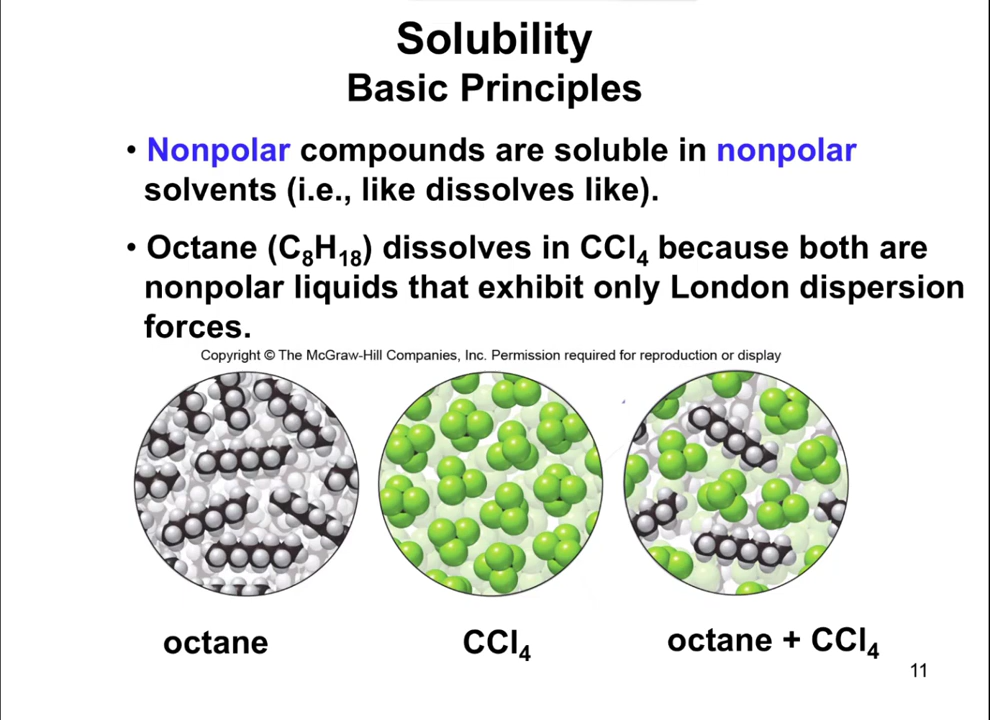 Solubility
Basic Principles
• Nonpolar compounds are soluble in nonpolar
solvents (i.e., like dissolves like).
• Octane (C₈H₁₈) dissolves in CCl₄ because both are
nonpolar liquids that exhibit only London dispersion
forces.
Copyright © The McGraw-Hill Companies, Inc. Permission required for reproduction or display
octane
CCl₄
octane + CCl₄
11